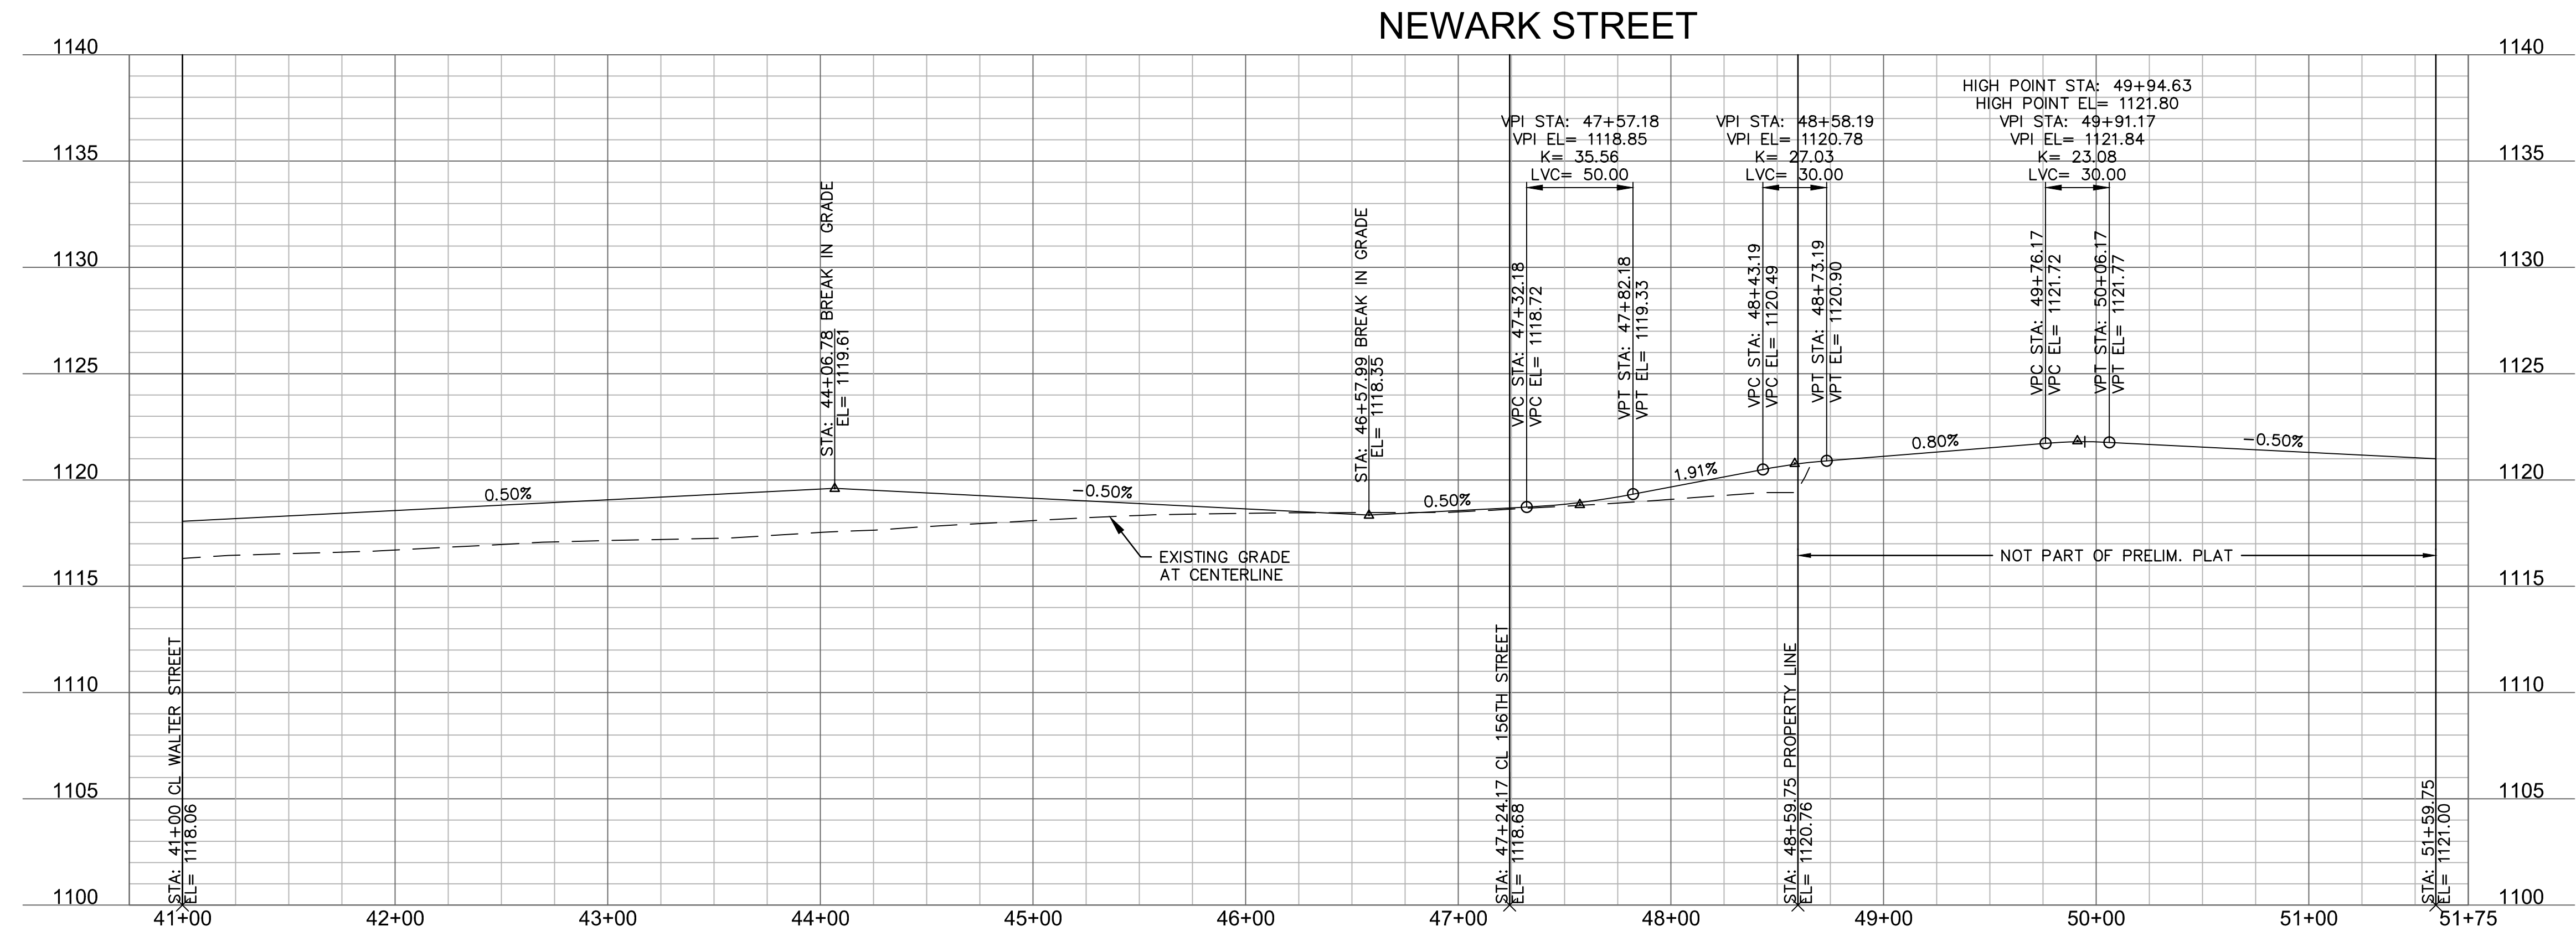 NEWARK STREET
1140
1140
1135
1135
1130
1130
1125
1125
1120
1120
1115
1115
1110
1110
1105
1105
1100
1100
HIGH POINT STA: 49+94.63
HIGH POINT EL= 1121.80
VPI STA: 47+57.18
VPI EL= 1118.85
K= 35.56
LVC= 50.00
VPI STA: 48+58.19
VPI EL= 1120.78
K= 27.03
LVC= 30.00
VPI STA: 49+91.17
VPI EL= 1121.84
K= 23.08
LVC= 30.00
STA: 44+06.78 BREAK IN GRADE
EL= 1119.61
STA: 46+57.99 BREAK IN GRADE
EL= 1118.35
VPC STA: 47+32.18
VPC EL= 1118.72
VPT STA: 47+82.18
VPT EL= 1119.33
VPC STA: 48+43.19
VPC EL= 1120.49
VPT STA: 48+73.19
VPT EL= 1120.90
VPC STA: 49+76.17
VPC EL= 1121.72
VPT STA: 50+06.17
VPT EL= 1121.77
0.50%
-0.50%
0.50%
1.91%
0.80%
-0.50%
EXISTING GRADE
AT CENTERLINE
NOT PART OF PRELIM. PLAT
STA: 41+00 CL WALTER STREET
EL= 1118.06
STA: 47+24.17 CL 156TH STREET
EL= 1118.68
STA: 48+59.75 PROPERTY LINE
EL= 1120.76
STA: 51+59.75
EL= 1121.00
41+00
42+00
43+00
44+00
45+00
46+00
47+00
48+00
49+00
50+00
51+00
51+75